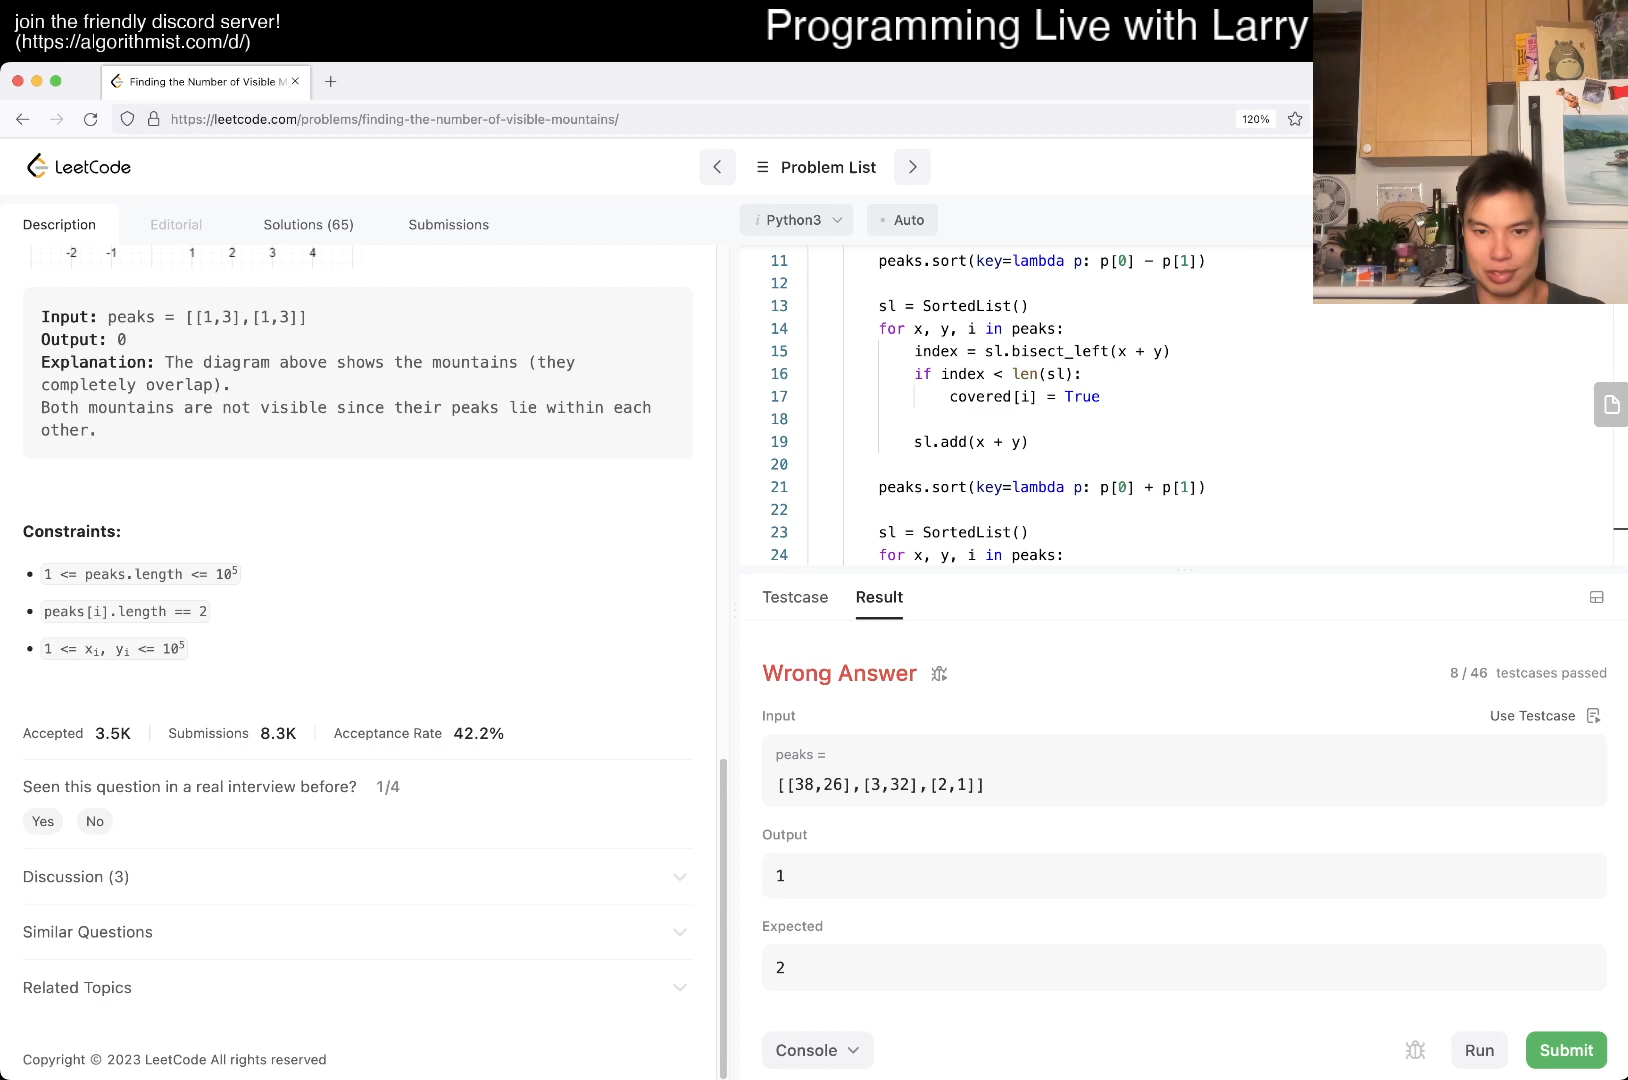 join the friendly discord server!
(https://algorithmist.com/d/)
Programming Live with Larry
Finding the Number of Visible M
https://leetcode.com/problems/finding-the-number-of-visible-mountains/
120%
LeetCode
Problem List
Description
Editorial
Solutions (65)
Submissions
i Python3
Auto
-2 -1 1 2 3 4
Input: peaks = [[1,3],[1,3]]
Output: 0
Explanation: The diagram above shows the mountains (they
completely overlap).
Both mountains are not visible since their peaks lie within each
other.
Constraints:
• 1 <= peaks.length <= 10⁵
• peaks[i].length == 2
• 1 <= xᵢ, yᵢ <= 10⁵
Accepted 3.5K
Submissions 8.3K
Acceptance Rate 42.2%
Seen this question in a real interview before? 1/4
Yes
No
Discussion (3)
Similar Questions
Related Topics
Copyright © 2023 LeetCode All rights reserved
11 peaks.sort(key=lambda p: p[0] - p[1])
12
13 sl = SortedList()
14 for x, y, i in peaks:
15 index = sl.bisect_left(x + y)
16 if index < len(sl):
17 covered[i] = True
18
19 sl.add(x + y)
20
21 peaks.sort(key=lambda p: p[0] + p[1])
22
23 sl = SortedList()
24 for x, y, i in peaks:
Testcase
Result
Wrong Answer
8 / 46 testcases passed
Input
Use Testcase
peaks =
[[38,26],[3,32],[2,1]]
Output
1
Expected
2
Console
Run
Submit